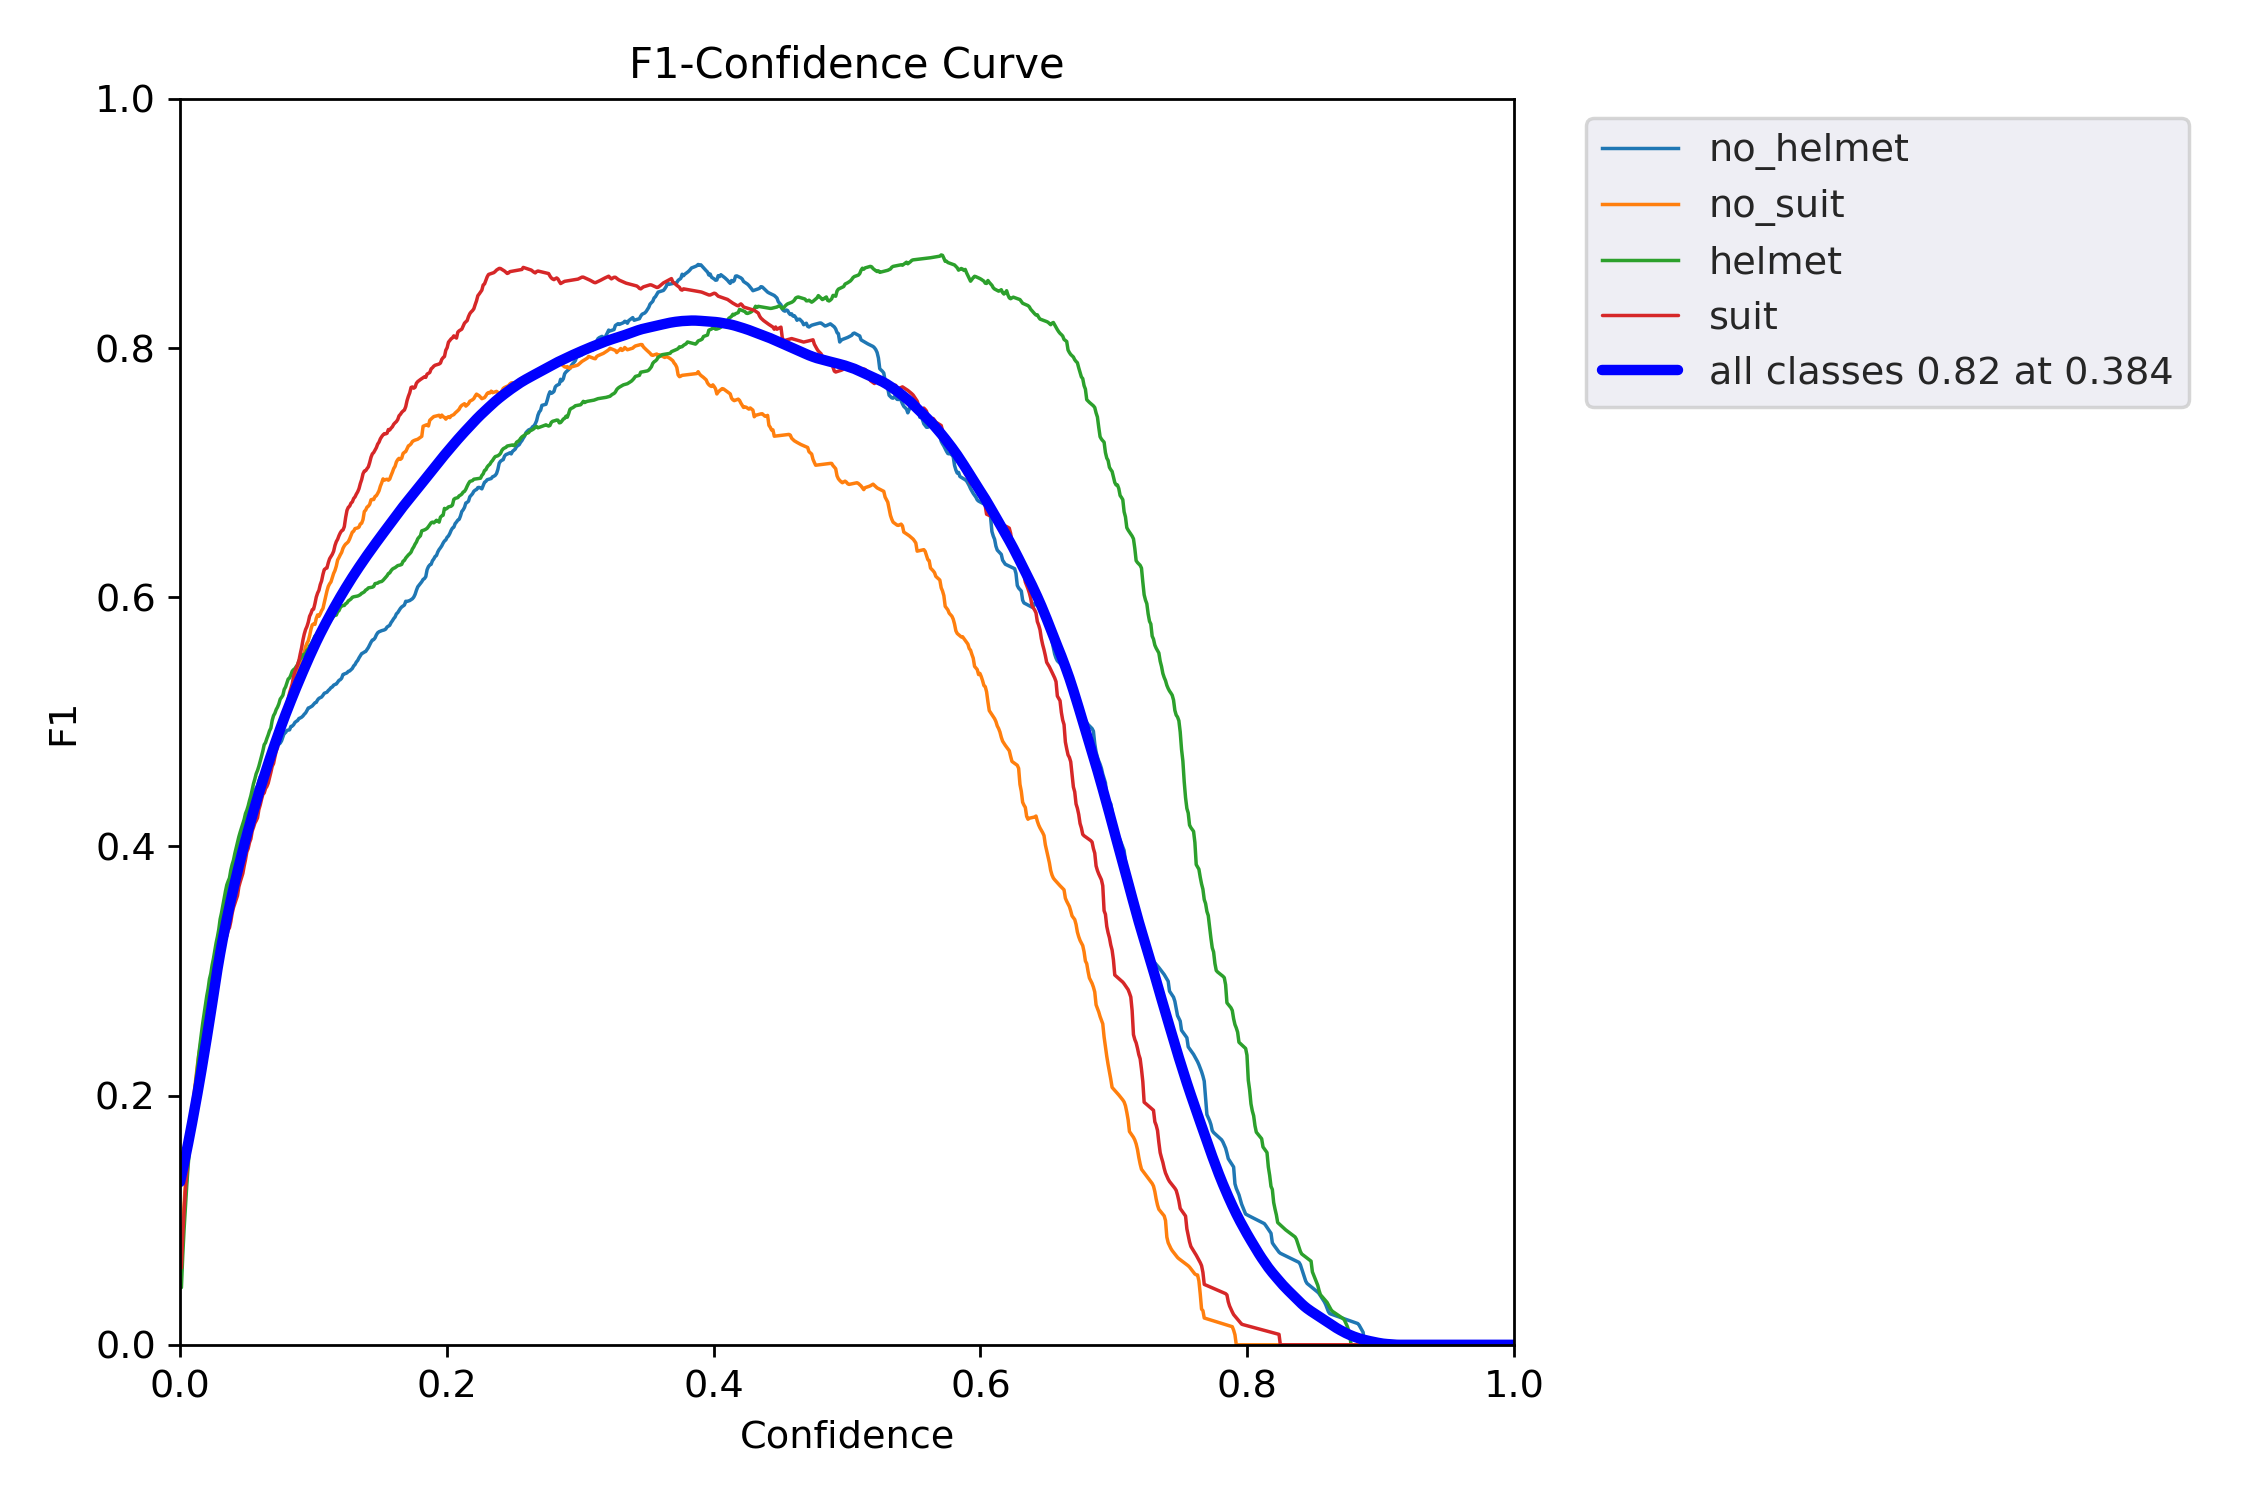 F1-Confidence Curve
1.0
0.8
0.6
0.4
0.2
0.0
F1
0.0 0.2 0.4 0.6 0.8 1.0
Confidence
no_helmet
no_suit
helmet
suit
all classes 0.82 at 0.384